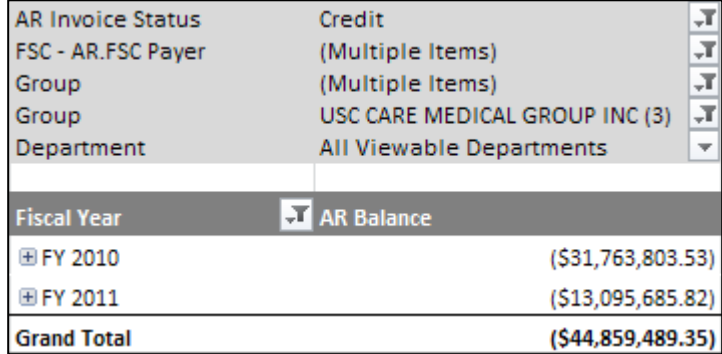 AR Invoice Status Credit
FSC - AR.FSC Payer (Multiple Items)
Group (Multiple Items)
Group USC CARE MEDICAL GROUP INC (3)
Department All Viewable Departments
Fiscal Year AR Balance
FY 2010 ($31,763,803.53)
FY 2011 ($13,095,685.82)
Grand Total ($44,859,489.35)